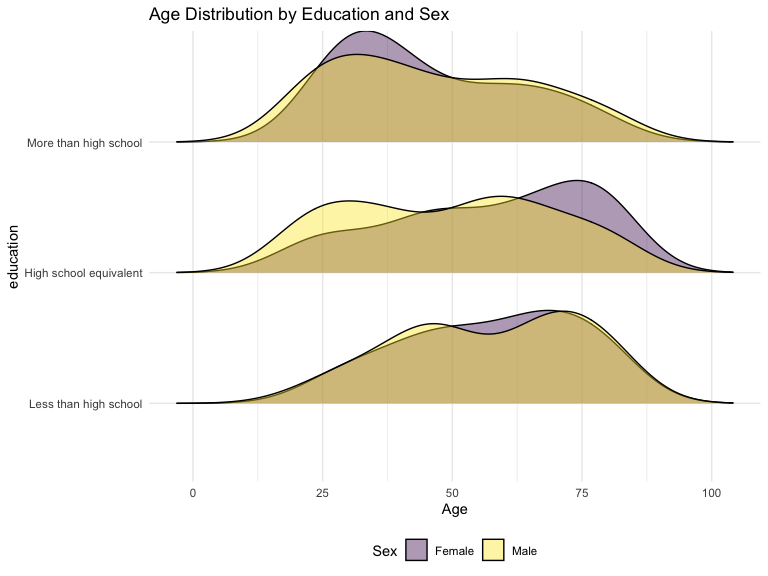 Age Distribution by Education and Sex
education
More than high school
High school equivalent
Less than high school
0 25 50 75 100
Age
Sex Female Male